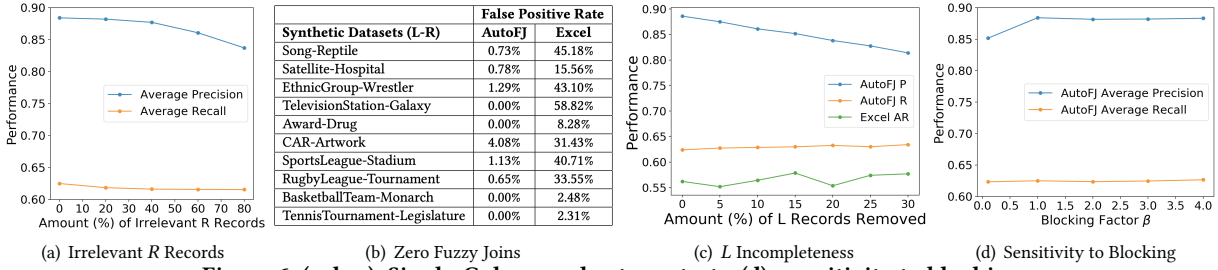 0.90
0.85
0.80
0.75
0.70
0.65
0.60
Performance
Average Precision
Average Recall
0 20 40 60 80
Amount (%) of Irrelevant R Records
(a) Irrelevant R Records
False Positive Rate
Synthetic Datasets (L-R) AutoFJ Excel
Song-Reptile 0.73% 45.18%
Satellite-Hospital 0.78% 15.56%
EthnicGroup-Wrestler 1.29% 43.10%
TelevisionStation-Galaxy 0.00% 58.82%
Award-Drug 0.00% 8.28%
CAR-Artwork 4.08% 31.43%
SportsLeague-Stadium 1.13% 40.71%
RugbyLeague-Tournament 0.65% 33.55%
BasketballTeam-Monarch 0.00% 2.48%
TennisTournament-Legislature 0.00% 2.31%
(b) Zero Fuzzy Joins
0.90
0.85
0.80
0.75
0.70
0.65
0.60
0.55
Performance
AutoFJ P
AutoFJ R
Excel AR
0 5 10 15 20 25 30
Amount (%) of L Records Removed
(c) L Incompleteness
0.90
0.85
0.80
0.75
0.70
0.65
0.60
Performance
AutoFJ Average Precision
AutoFJ Average Recall
0.0 0.5 1.0 1.5 2.0 2.5 3.0 3.5 4.0
Blocking Factor β
(d) Sensitivity to Blocking